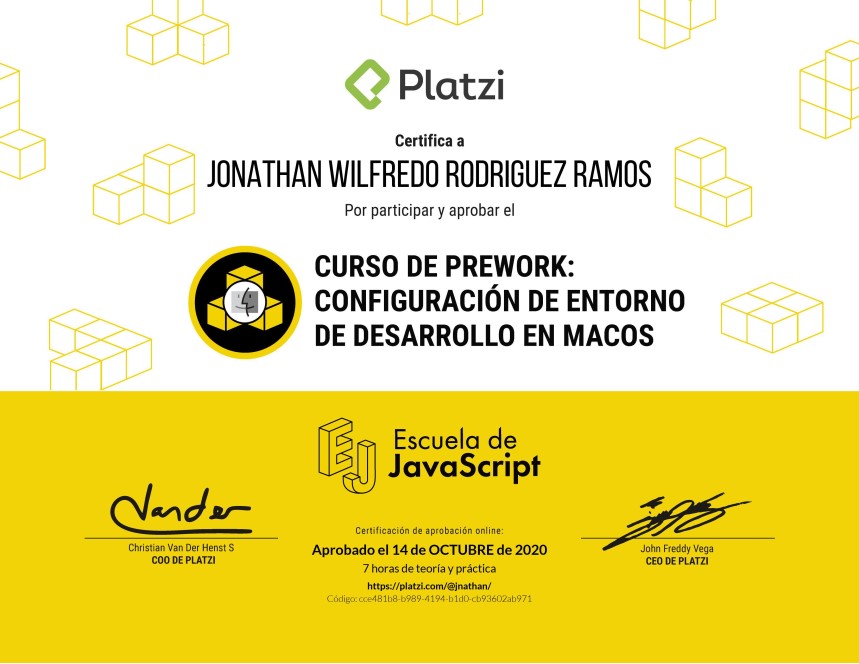 Platzi
Certifica a
JONATHAN WILFREDO RODRIGUEZ RAMOS
Por participar y aprobar el
CURSO DE PREWORK:
CONFIGURACIÓN DE ENTORNO
DE DESARROLLO EN MACOS
EJ
Escuela de
JavaScript
Vander
Christian Van Der Henst S
COO DE PLATZI
Certificación de aprobación online:
Aprobado el 14 de OCTUBRE de 2020
7 horas de teoría y práctica
https://platzi.com/@jnathan/
Código: cce481b8-b989-4194-b1d0-cb93602ab971
John Freddy Vega
CEO DE PLATZI